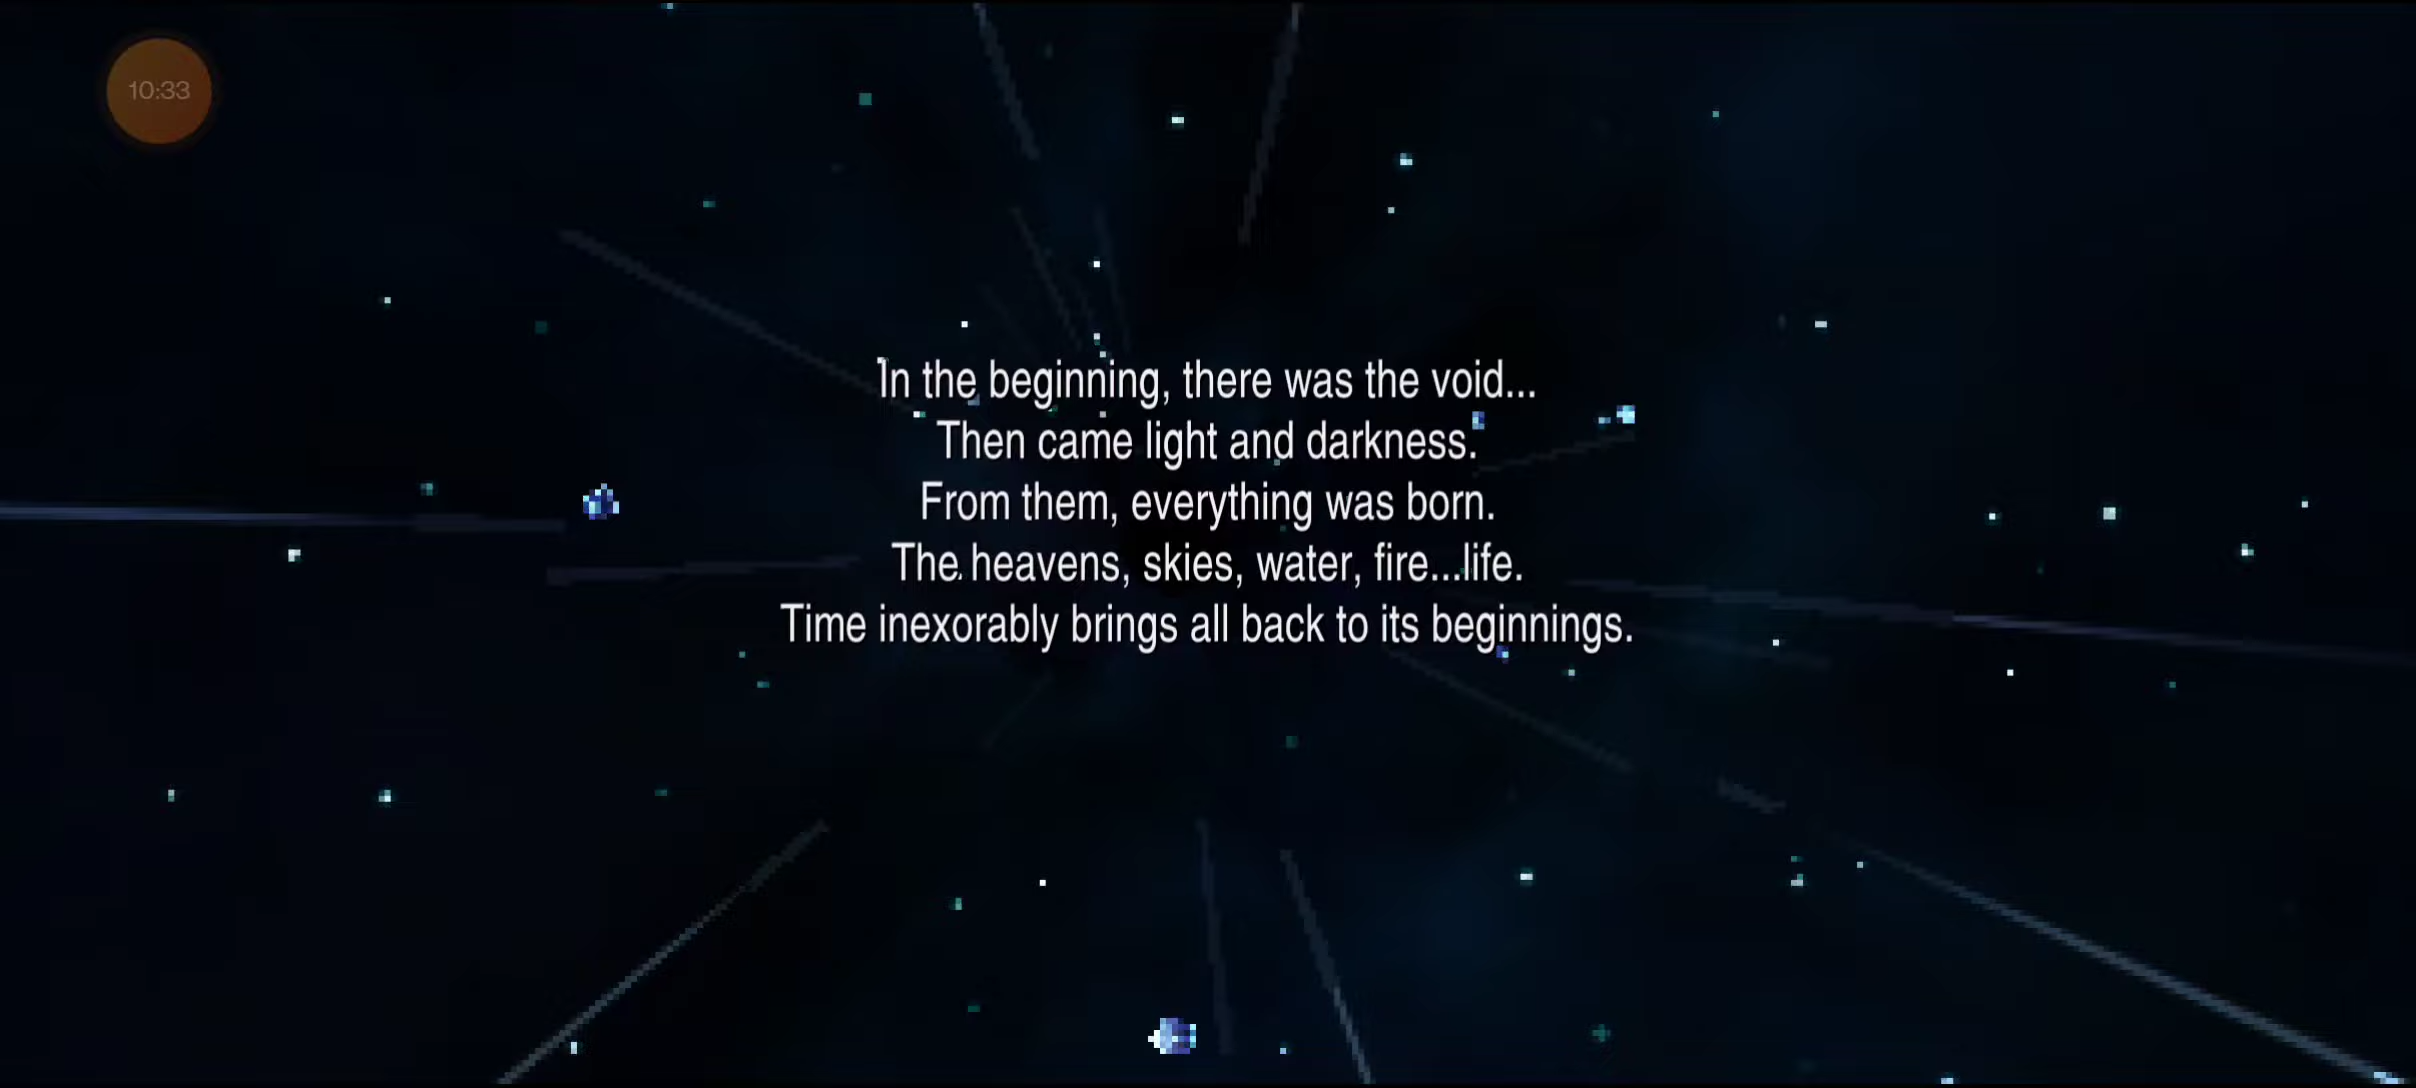 10:33
In the beginning, there was the void...
Then came light and darkness.
From them, everything was born.
The heavens, skies, water, fire...life.
Time inexorably brings all back to its beginnings.